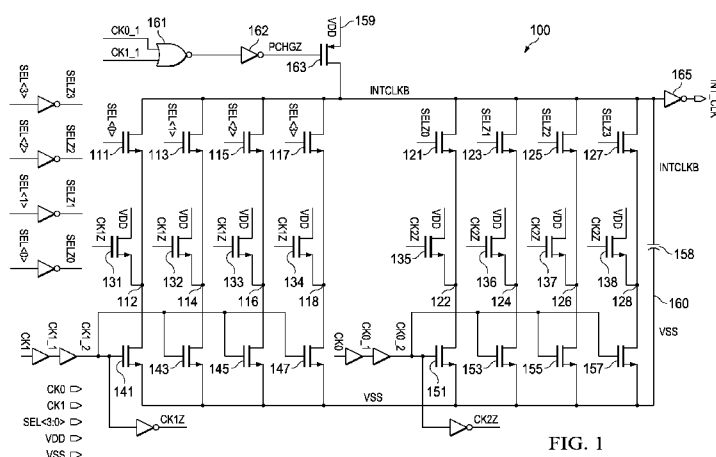 CK0_1
CK1_1
161
162
PCHGZ
163
VDD
159
100
165
INT_CLK
INTCLKB
SEL<3>
SELZ3
SEL<2>
SELZ2
SEL<1>
SELZ1
SEL<0>
SELZ0
SEL<0>
SEL<1>
SEL<2>
SEL<3>
SELZ0
SELZ1
SELZ2
SELZ3
111
113
115
117
121
123
125
127
INTCLKB
CK1Z
VDD
CK1Z
VDD
CK1Z
VDD
CK1Z
VDD
CK2Z
VDD
CK2Z
VDD
CK2Z
VDD
CK2Z
VDD
131
132
133
134
135
136
137
138
158
112
114
116
118
122
124
126
128
160
VSS
CK1
CK1_1
CK1_2
CK0
CK0_1
CK0_2
141
143
145
147
151
153
155
157
VSS
CK1Z
CK2Z
CK0
CK1
SEL<3:0>
VDD
VSS
FIG. 1